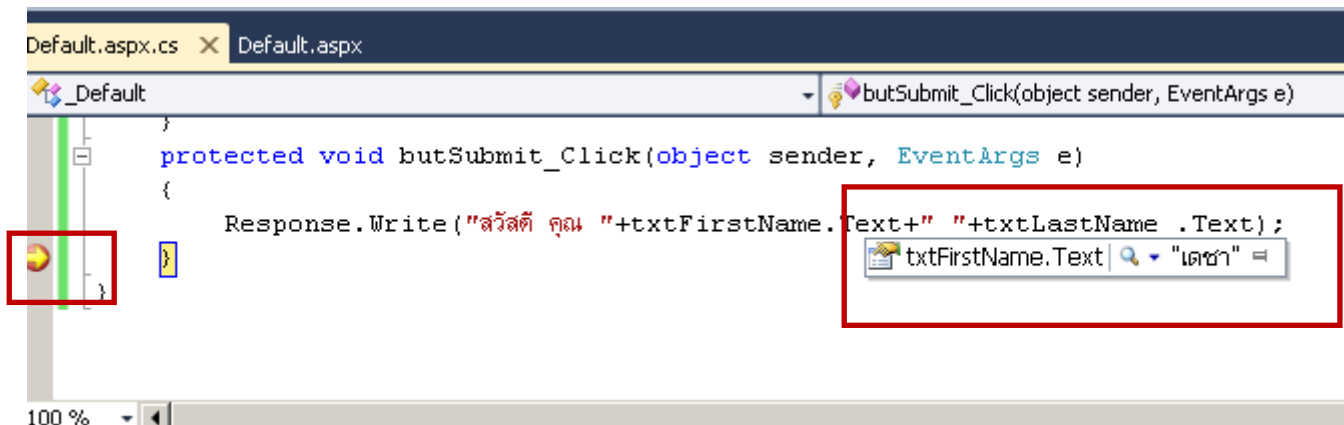 Default.aspx.cs Default.aspx
_Default butSubmit_Click(object sender, EventArgs e)
}
protected void butSubmit_Click(object sender, EventArgs e)
{
Response.Write("สวัสดี คุณ "+txtFirstName.Text+" "+txtLastName .Text);
} txtFirstName.Text "เดชา"
}
100 %